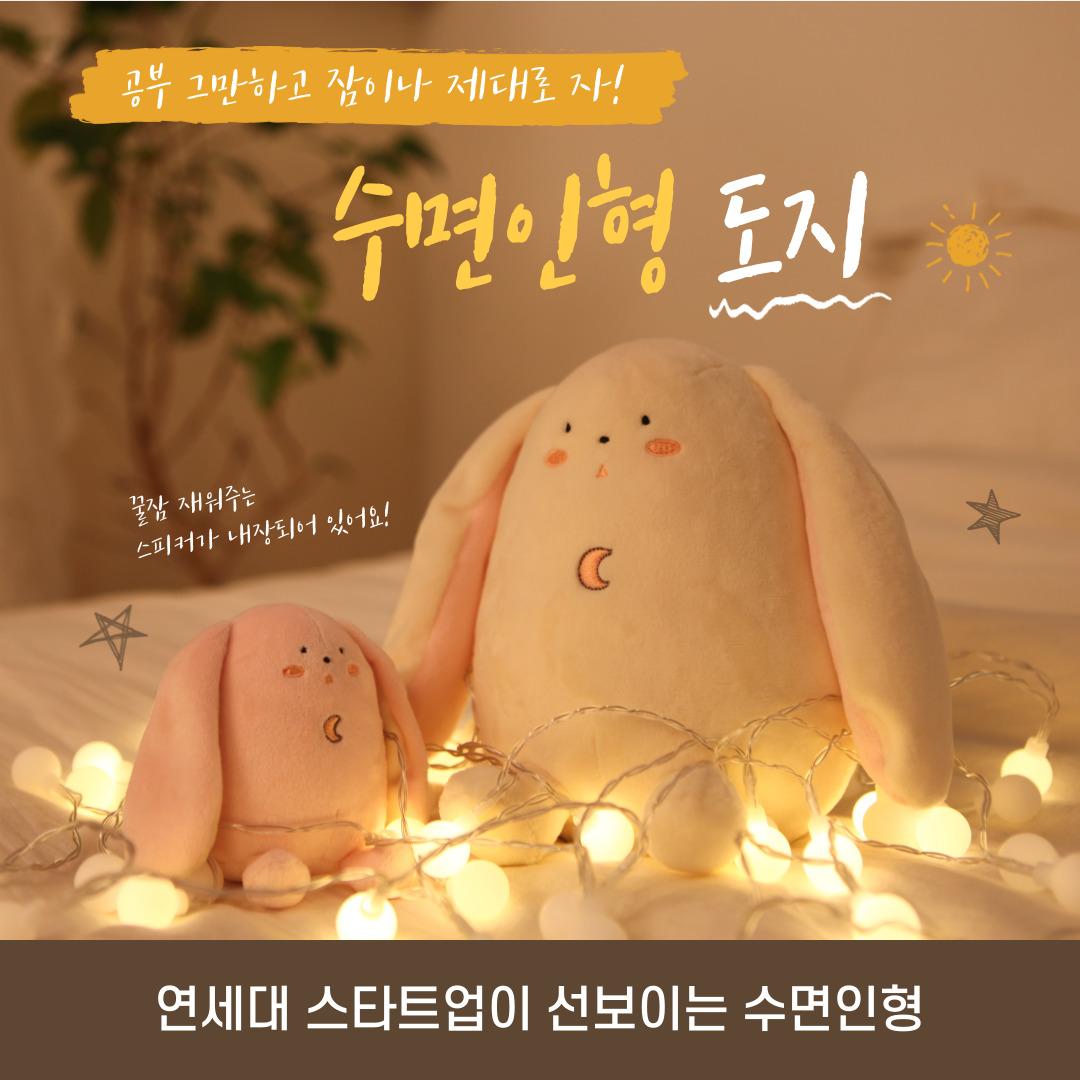 공부 그만하고 잠이나 제대로 자!
수면인형 도지
꿀잠 재워주는
스피커가 내장되어 있어요!
연세대 스타트업이 선보이는 수면인형